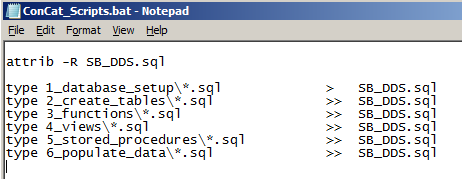 ConCat_Scripts.bat - Notepad
File Edit Format View Help
attrib -R SB_DDS.sql
type 1_database_setup\*.sql > SB_DDS.sql
type 2_create_tables\*.sql >> SB_DDS.sql
type 3_functions\*.sql >> SB_DDS.sql
type 4_views\*.sql >> SB_DDS.sql
type 5_stored_procedures\*.sql >> SB_DDS.sql
type 6_populate_data\*.sql >> SB_DDS.sql